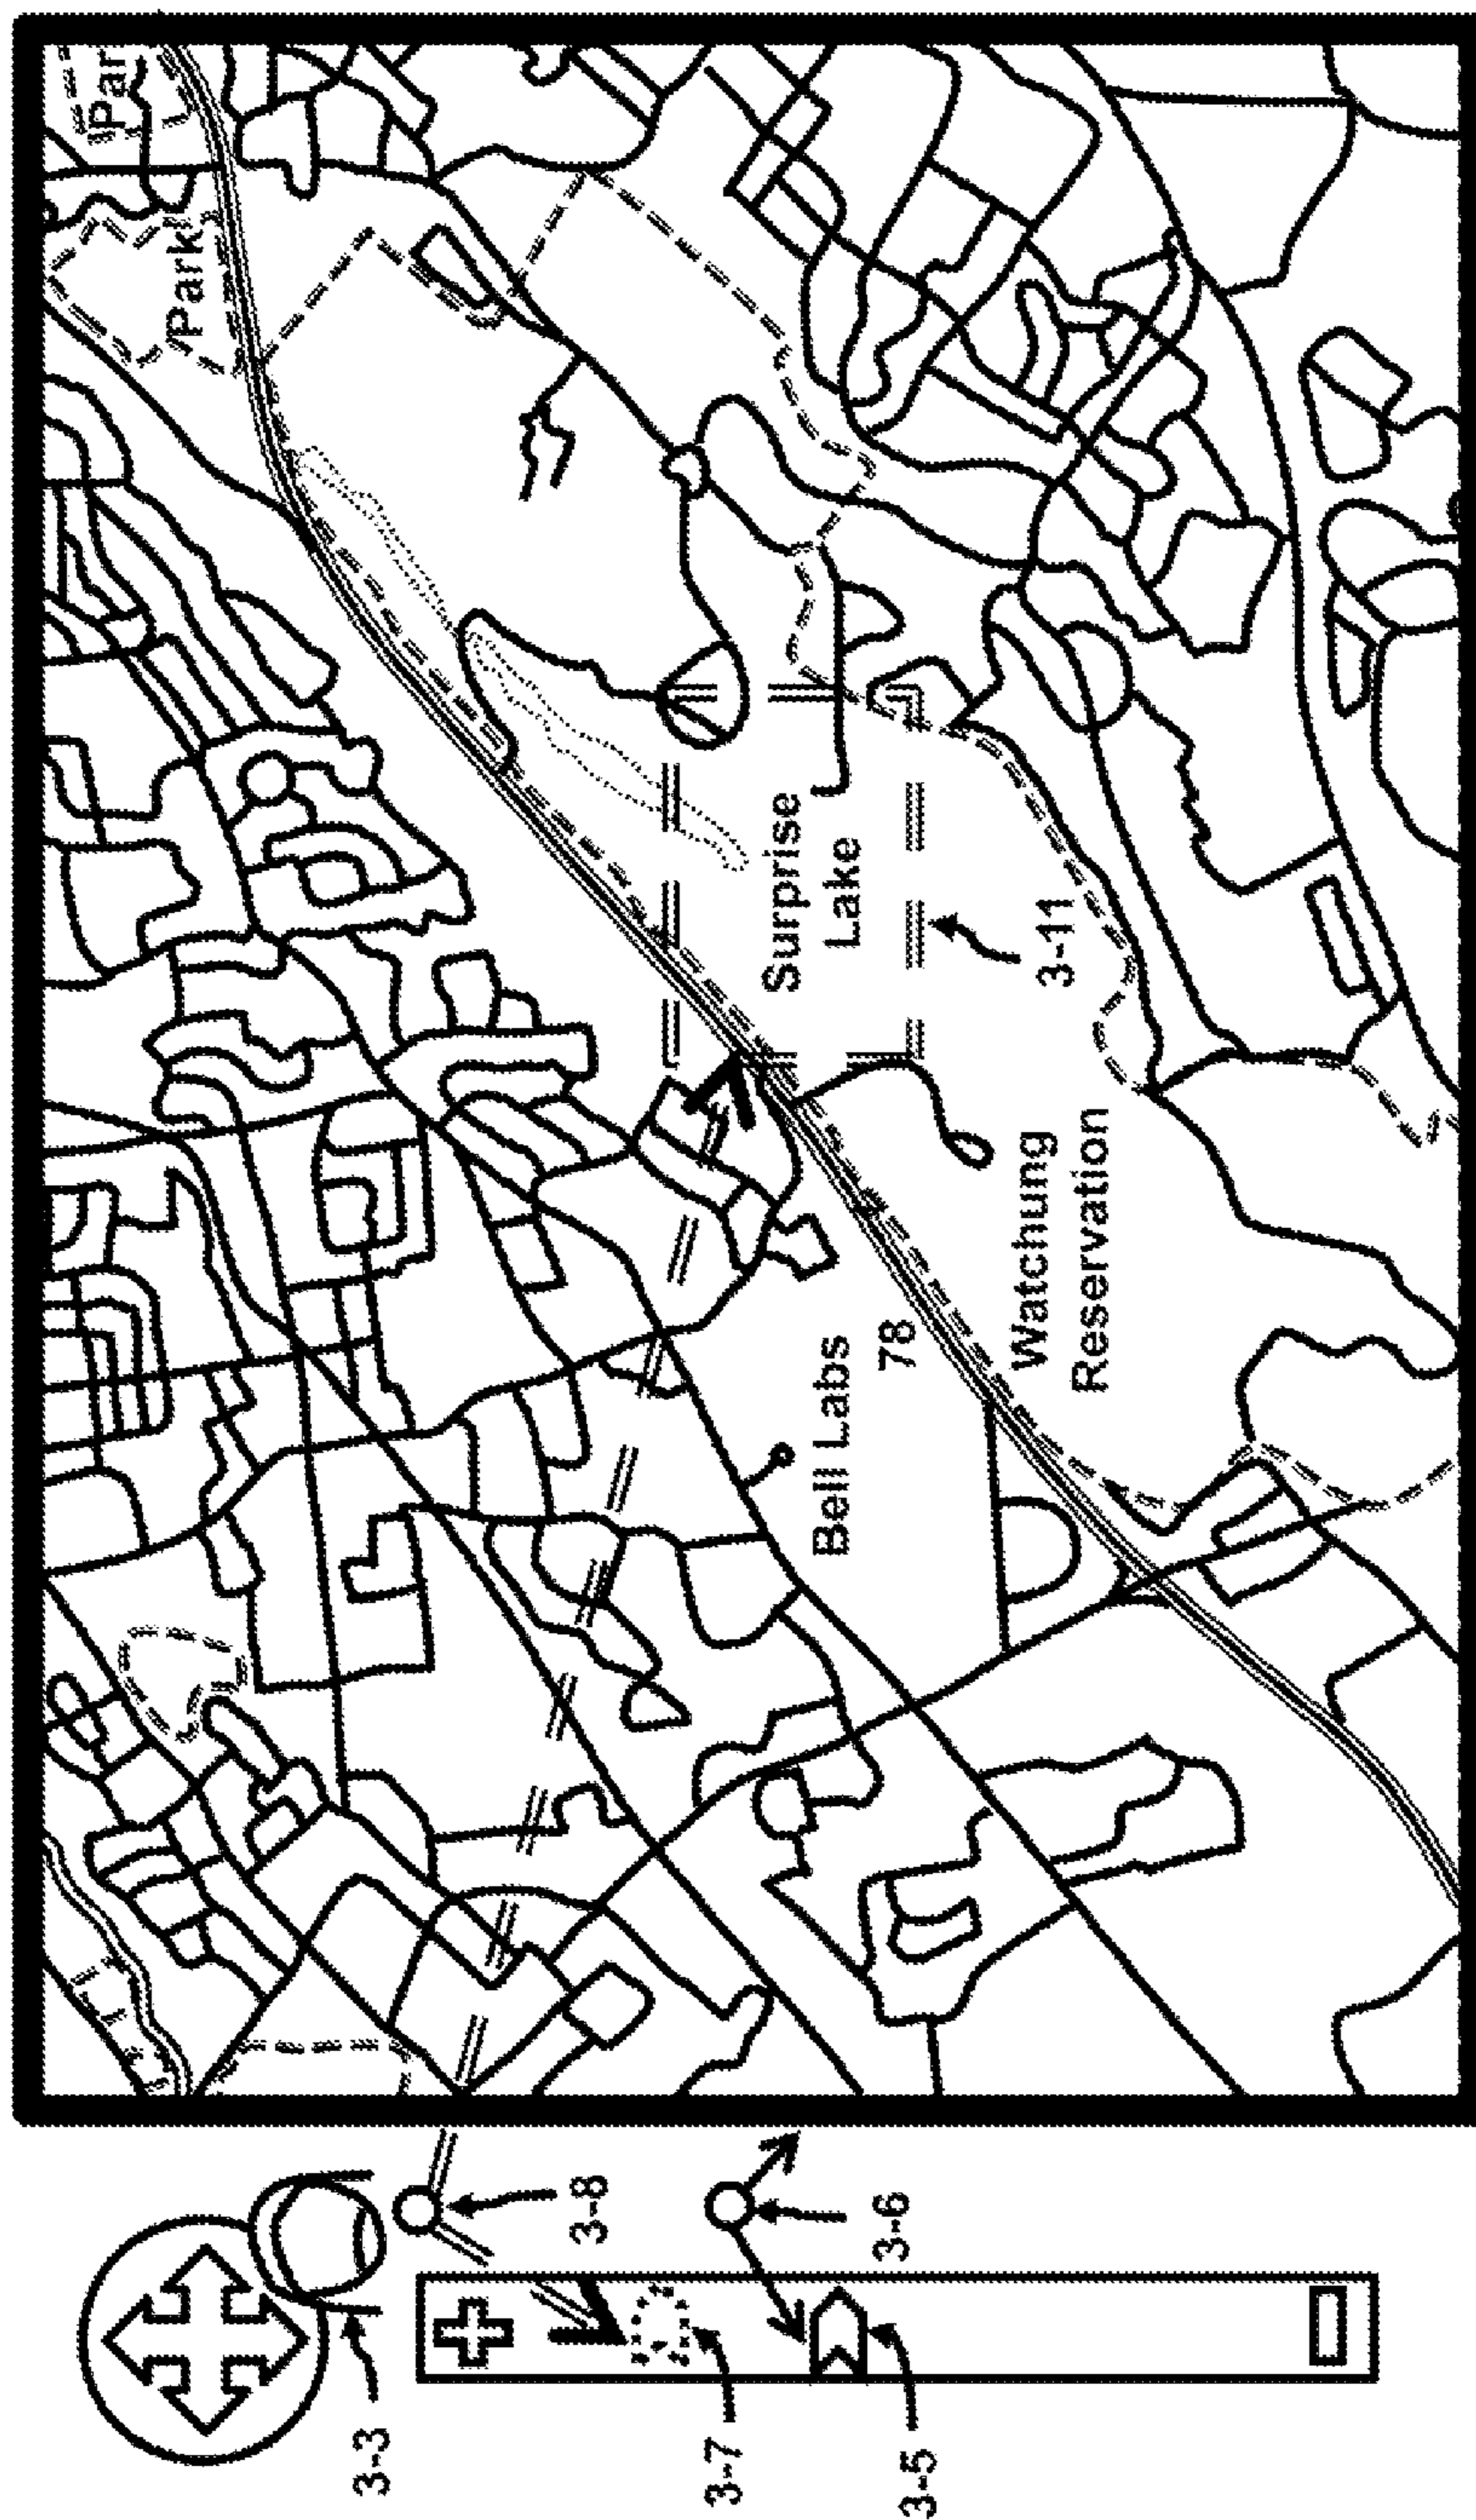 3-3
3-8
3-7
3-6
3-5
Park
Par
Surprise
Lake
3-11
Bell Labs
78
Watchung
Reservation